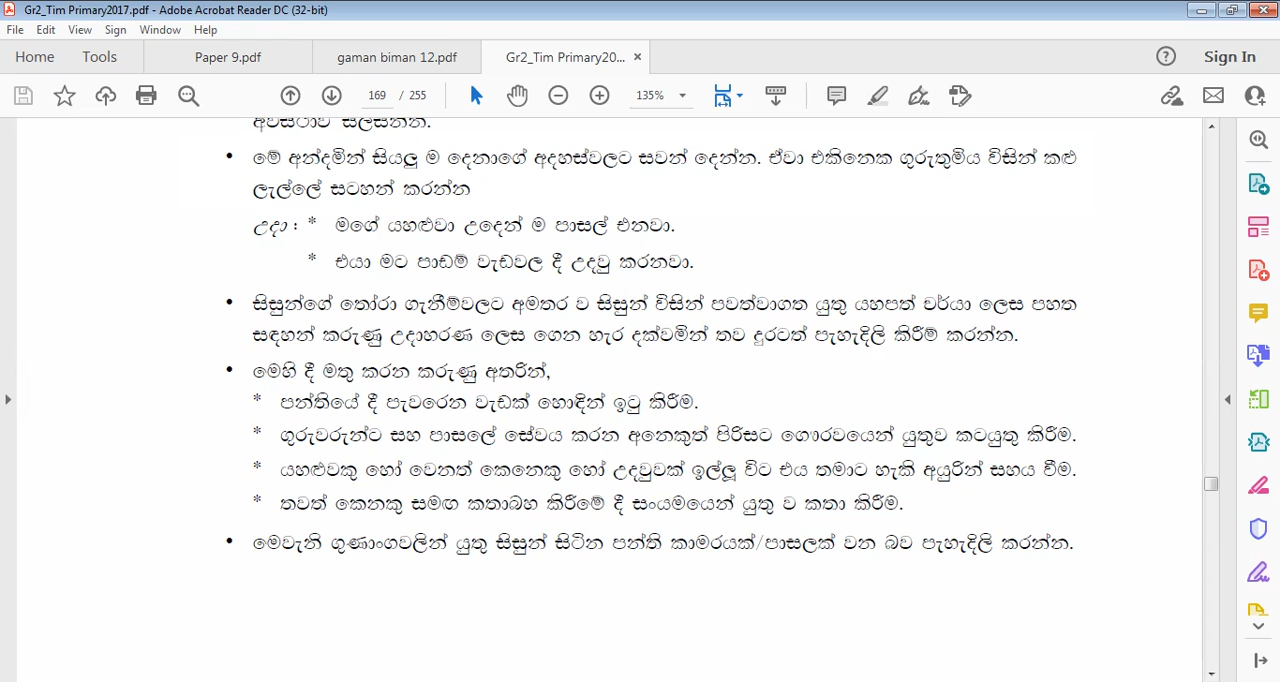 Gr2_Tim Primary2017.pdf - Adobe Acrobat Reader DC (32-bit)
File Edit View Sign Window Help
Home Tools Paper 9.pdf gaman biman 12.pdf Gr2_Tim Primary20... × Sign In
169 / 255 135%
අවස්ථාව සලසන්න.
• මේ අන්දමින් සියලු ම දෙනාගේ අදහස්වලට සවන් දෙන්න. ඒවා එකිනෙක ගුරුතුමිය විසින් කළු
ලෑල්ලේ සටහන් කරන්න
උදා : * මගේ යහළුවා උදෙන් ම පාසල් එනවා.
* එයා මට පාඩම් වැඩවල දී උදවු කරනවා.
• සිසුන්ගේ තෝරා ගැනීම්වලට අමතර ව සිසුන් විසින් පවත්වාගත යුතු යහපත් චර්යා ලෙස පහත
සඳහන් කරුණු උදාහරණ ලෙස ගෙන හැර දක්වමින් තව දුරටත් පැහැදිලි කිරීම් කරන්න.
• මෙහි දී මතු කරන කරුණු අතරින්,
* පන්තියේ දී පැවරෙන වැඩක් හොඳින් ඉටු කිරීම.
* ගුරුවරුන්ට සහ පාසලේ සේවය කරන අනෙකුත් පිරිසට ගෞරවයෙන් යුතුව කටයුතු කිරීම.
* යහළුවකු හෝ වෙනත් කෙනෙකු හෝ උදවුවක් ඉල්ලූ විට එය තමාට හැකි අයුරින් සහය වීම.
* තවත් කෙනකු සමඟ කතාබහ කිරීමේ දී සංයමයෙන් යුතු ව කතා කිරීම.
• මෙවැනි ගුණාංගවලින් යුතු සිසුන් සිටින පන්ති කාමරයක්/පාසලක් වන බව පැහැදිලි කරන්න.